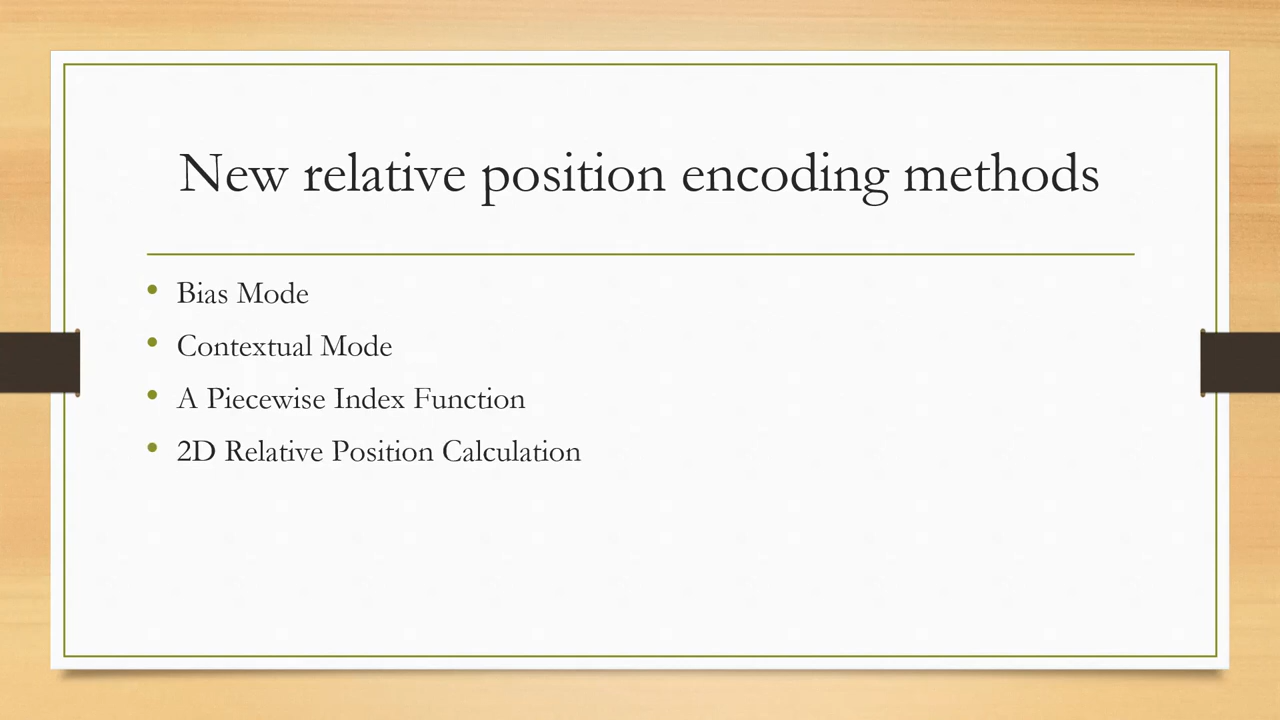 New relative position encoding methods
• Bias Mode
• Contextual Mode
• A Piecewise Index Function
• 2D Relative Position Calculation